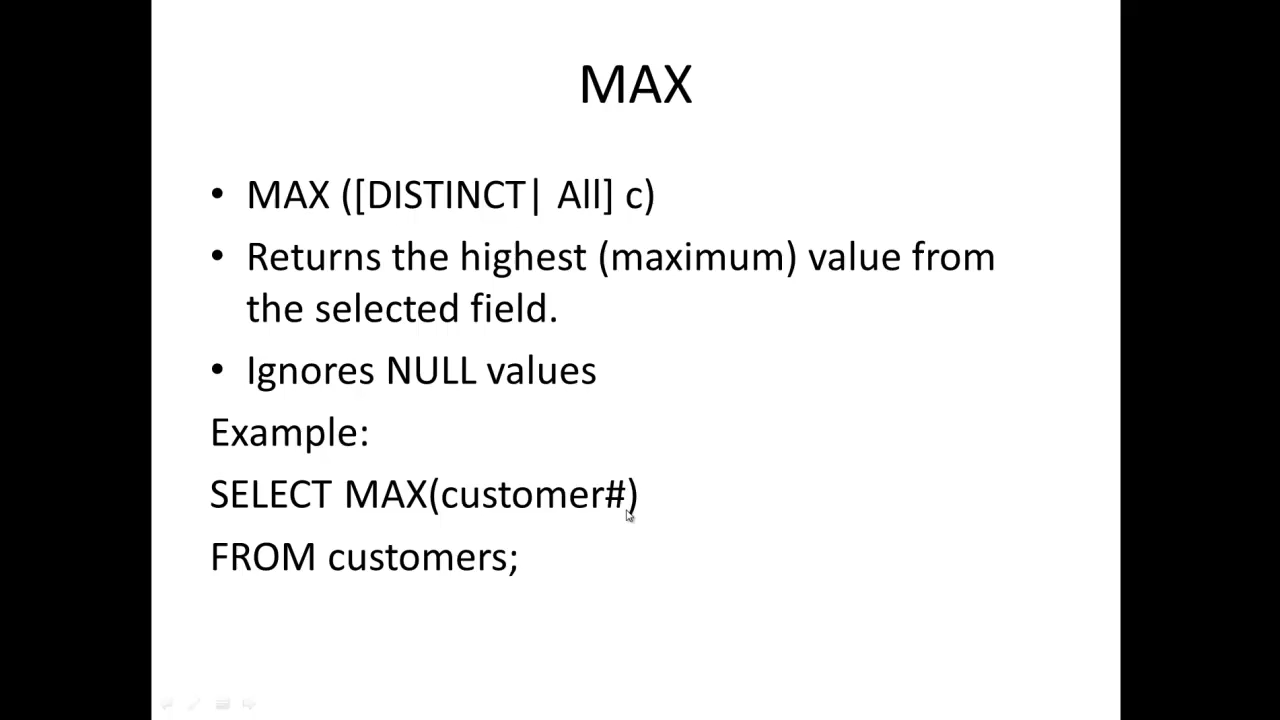 MAX
• MAX ([DISTINCT| All] c)
• Returns the highest (maximum) value from
the selected field.
• Ignores NULL values
Example:
SELECT MAX(customer#)
FROM customers;